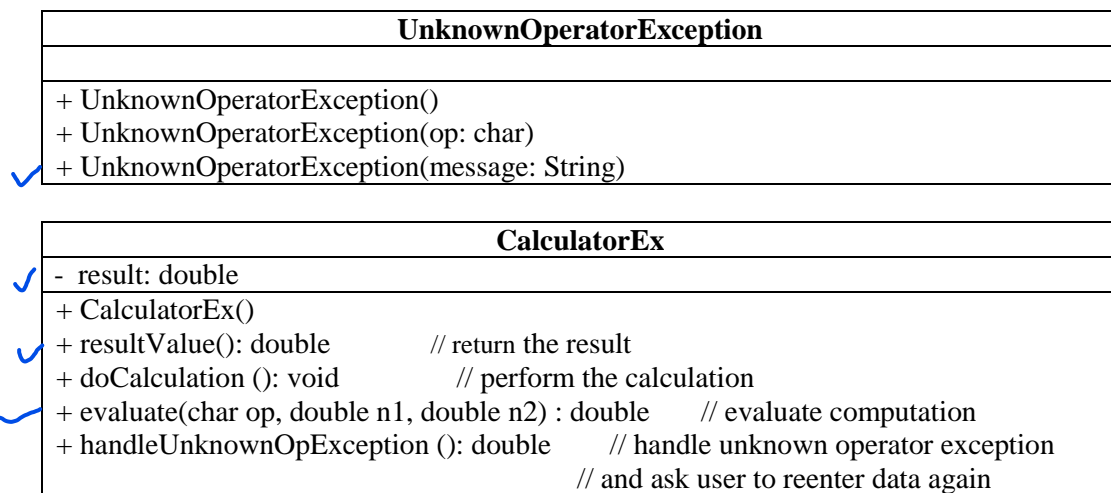 UnknownOperatorException
+ UnknownOperatorException()
+ UnknownOperatorException(op: char)
+ UnknownOperatorException(message: String)
CalculatorEx
- result: double
+ CalculatorEx()
+ resultValue(): double // return the result
+ doCalculation (): void // perform the calculation
+ evaluate(char op, double n1, double n2) : double // evaluate computation
+ handleUnknownOpException (): double // handle unknown operator exception
// and ask user to reenter data again